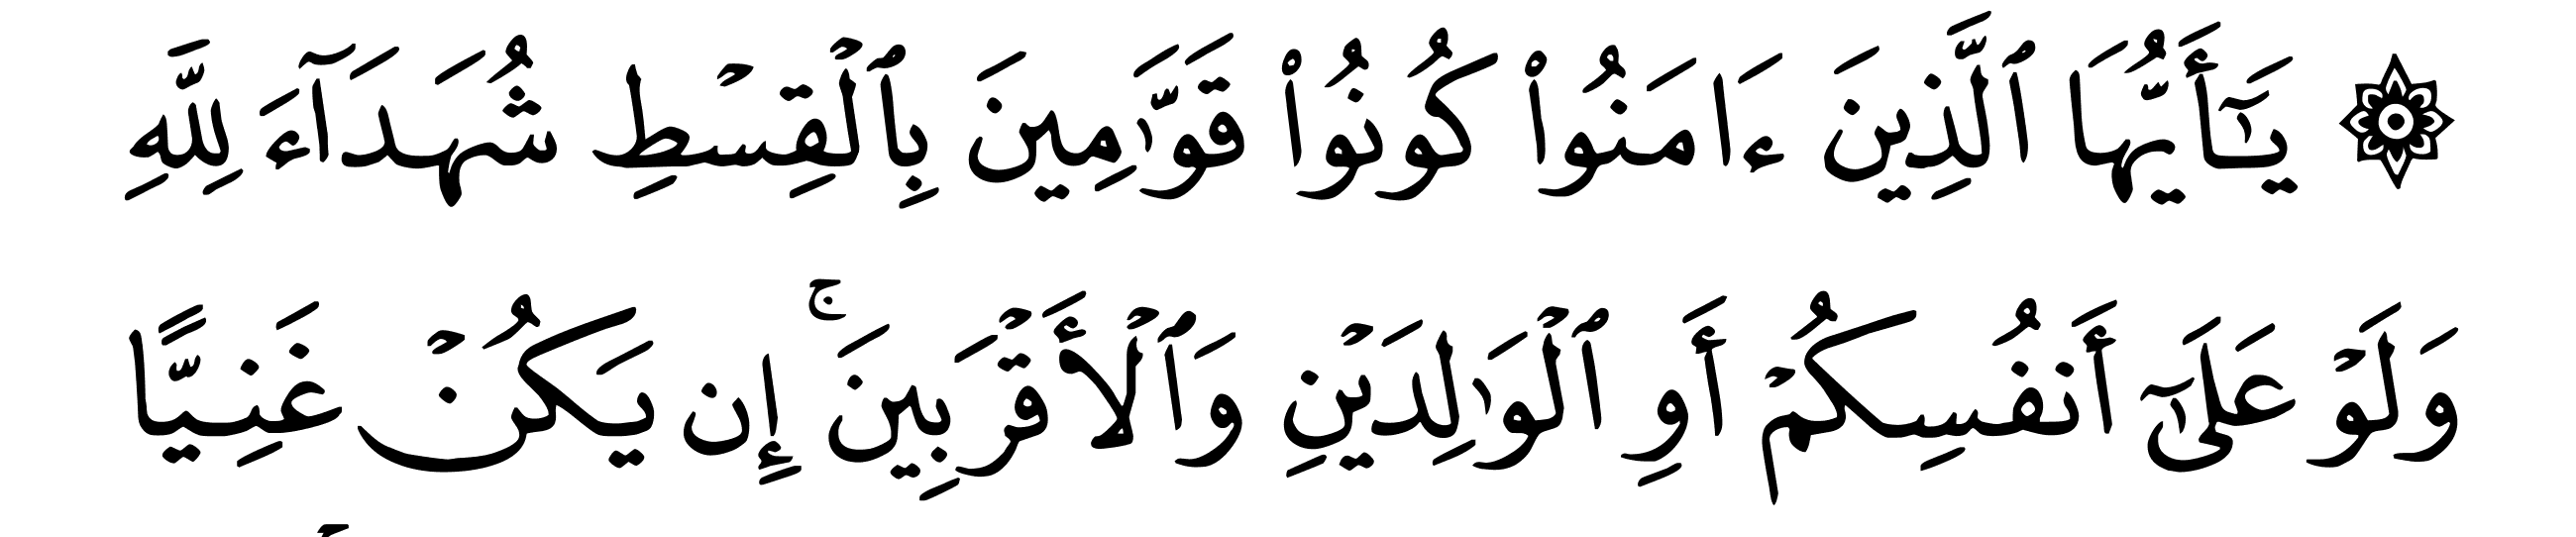 ۞ يَـٰٓأَيُّهَا ٱلَّذِينَ ءَامَنُوا۟ كُونُوا۟ قَوَّٰمِينَ بِٱلْقِسْطِ شُهَدَآءَ لِلَّهِ
وَلَوْ عَلَىٰٓ أَنفُسِكُمْ أَوِ ٱلْوَٰلِدَيْنِ وَٱلْأَقْرَبِينَ ۚ إِن يَكُنْ غَنِيًّا